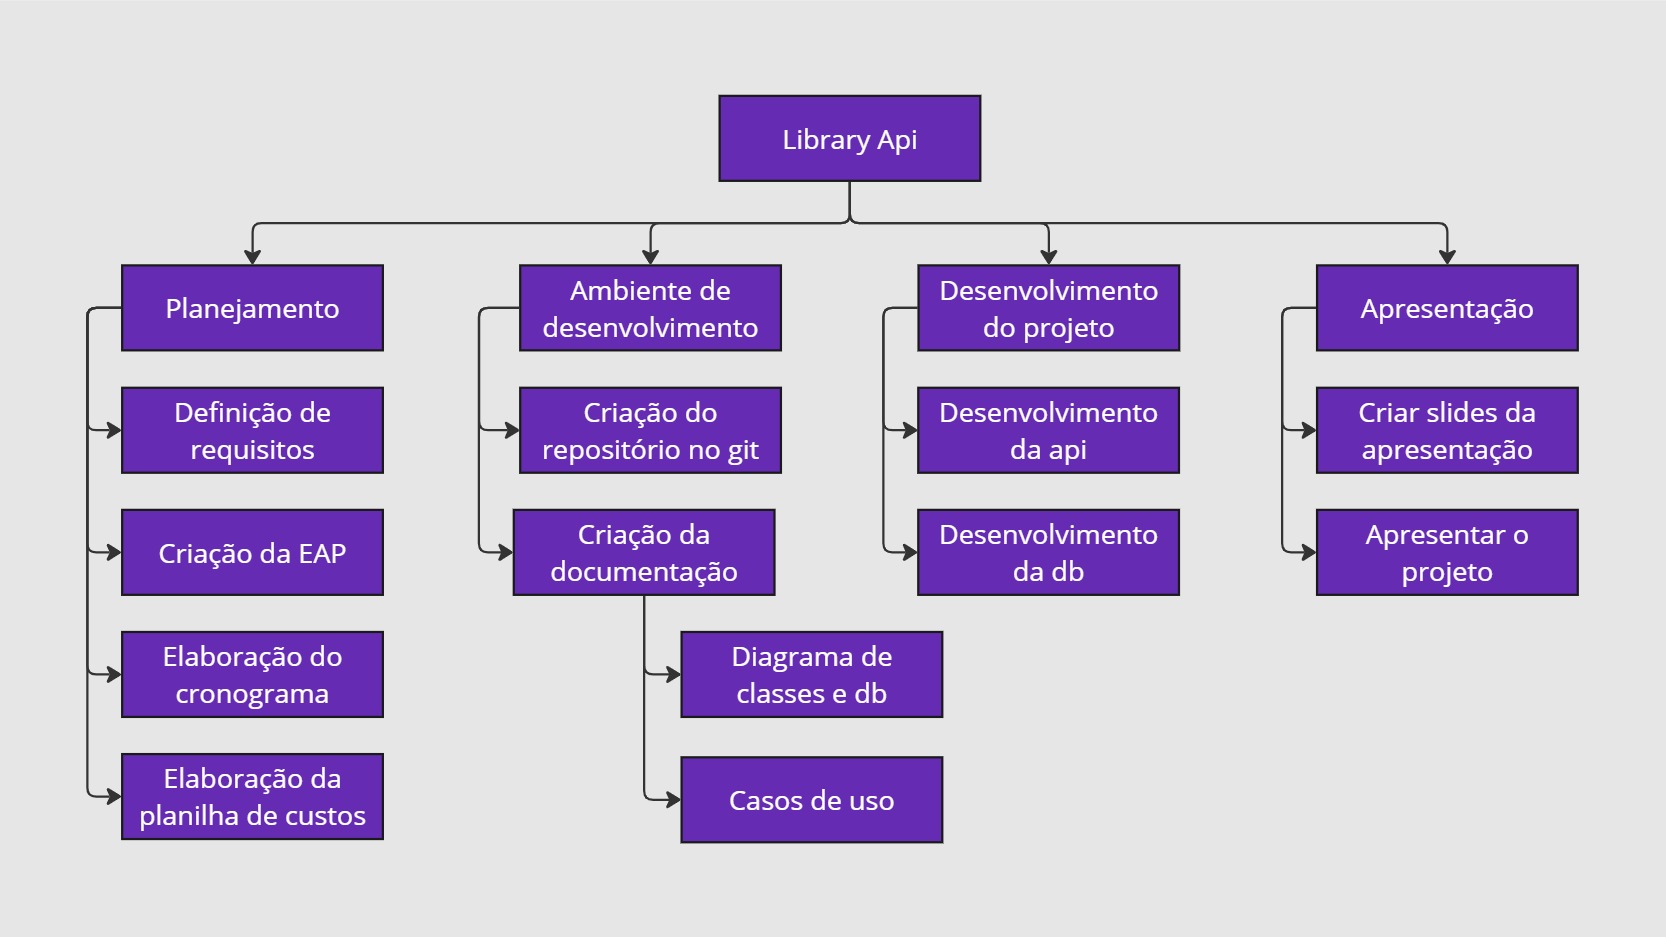 Library Api
Planejamento
Definição de
requisitos
Criação da EAP
Elaboração do
cronograma
Elaboração da
planilha de custos
Ambiente de
desenvolvimento
Criação do
repositório no git
Criação da
documentação
Diagrama de
classes e db
Casos de uso
Desenvolvimento
do projeto
Desenvolvimento
da api
Desenvolvimento
da db
Apresentação
Criar slides da
apresentação
Apresentar o
projeto